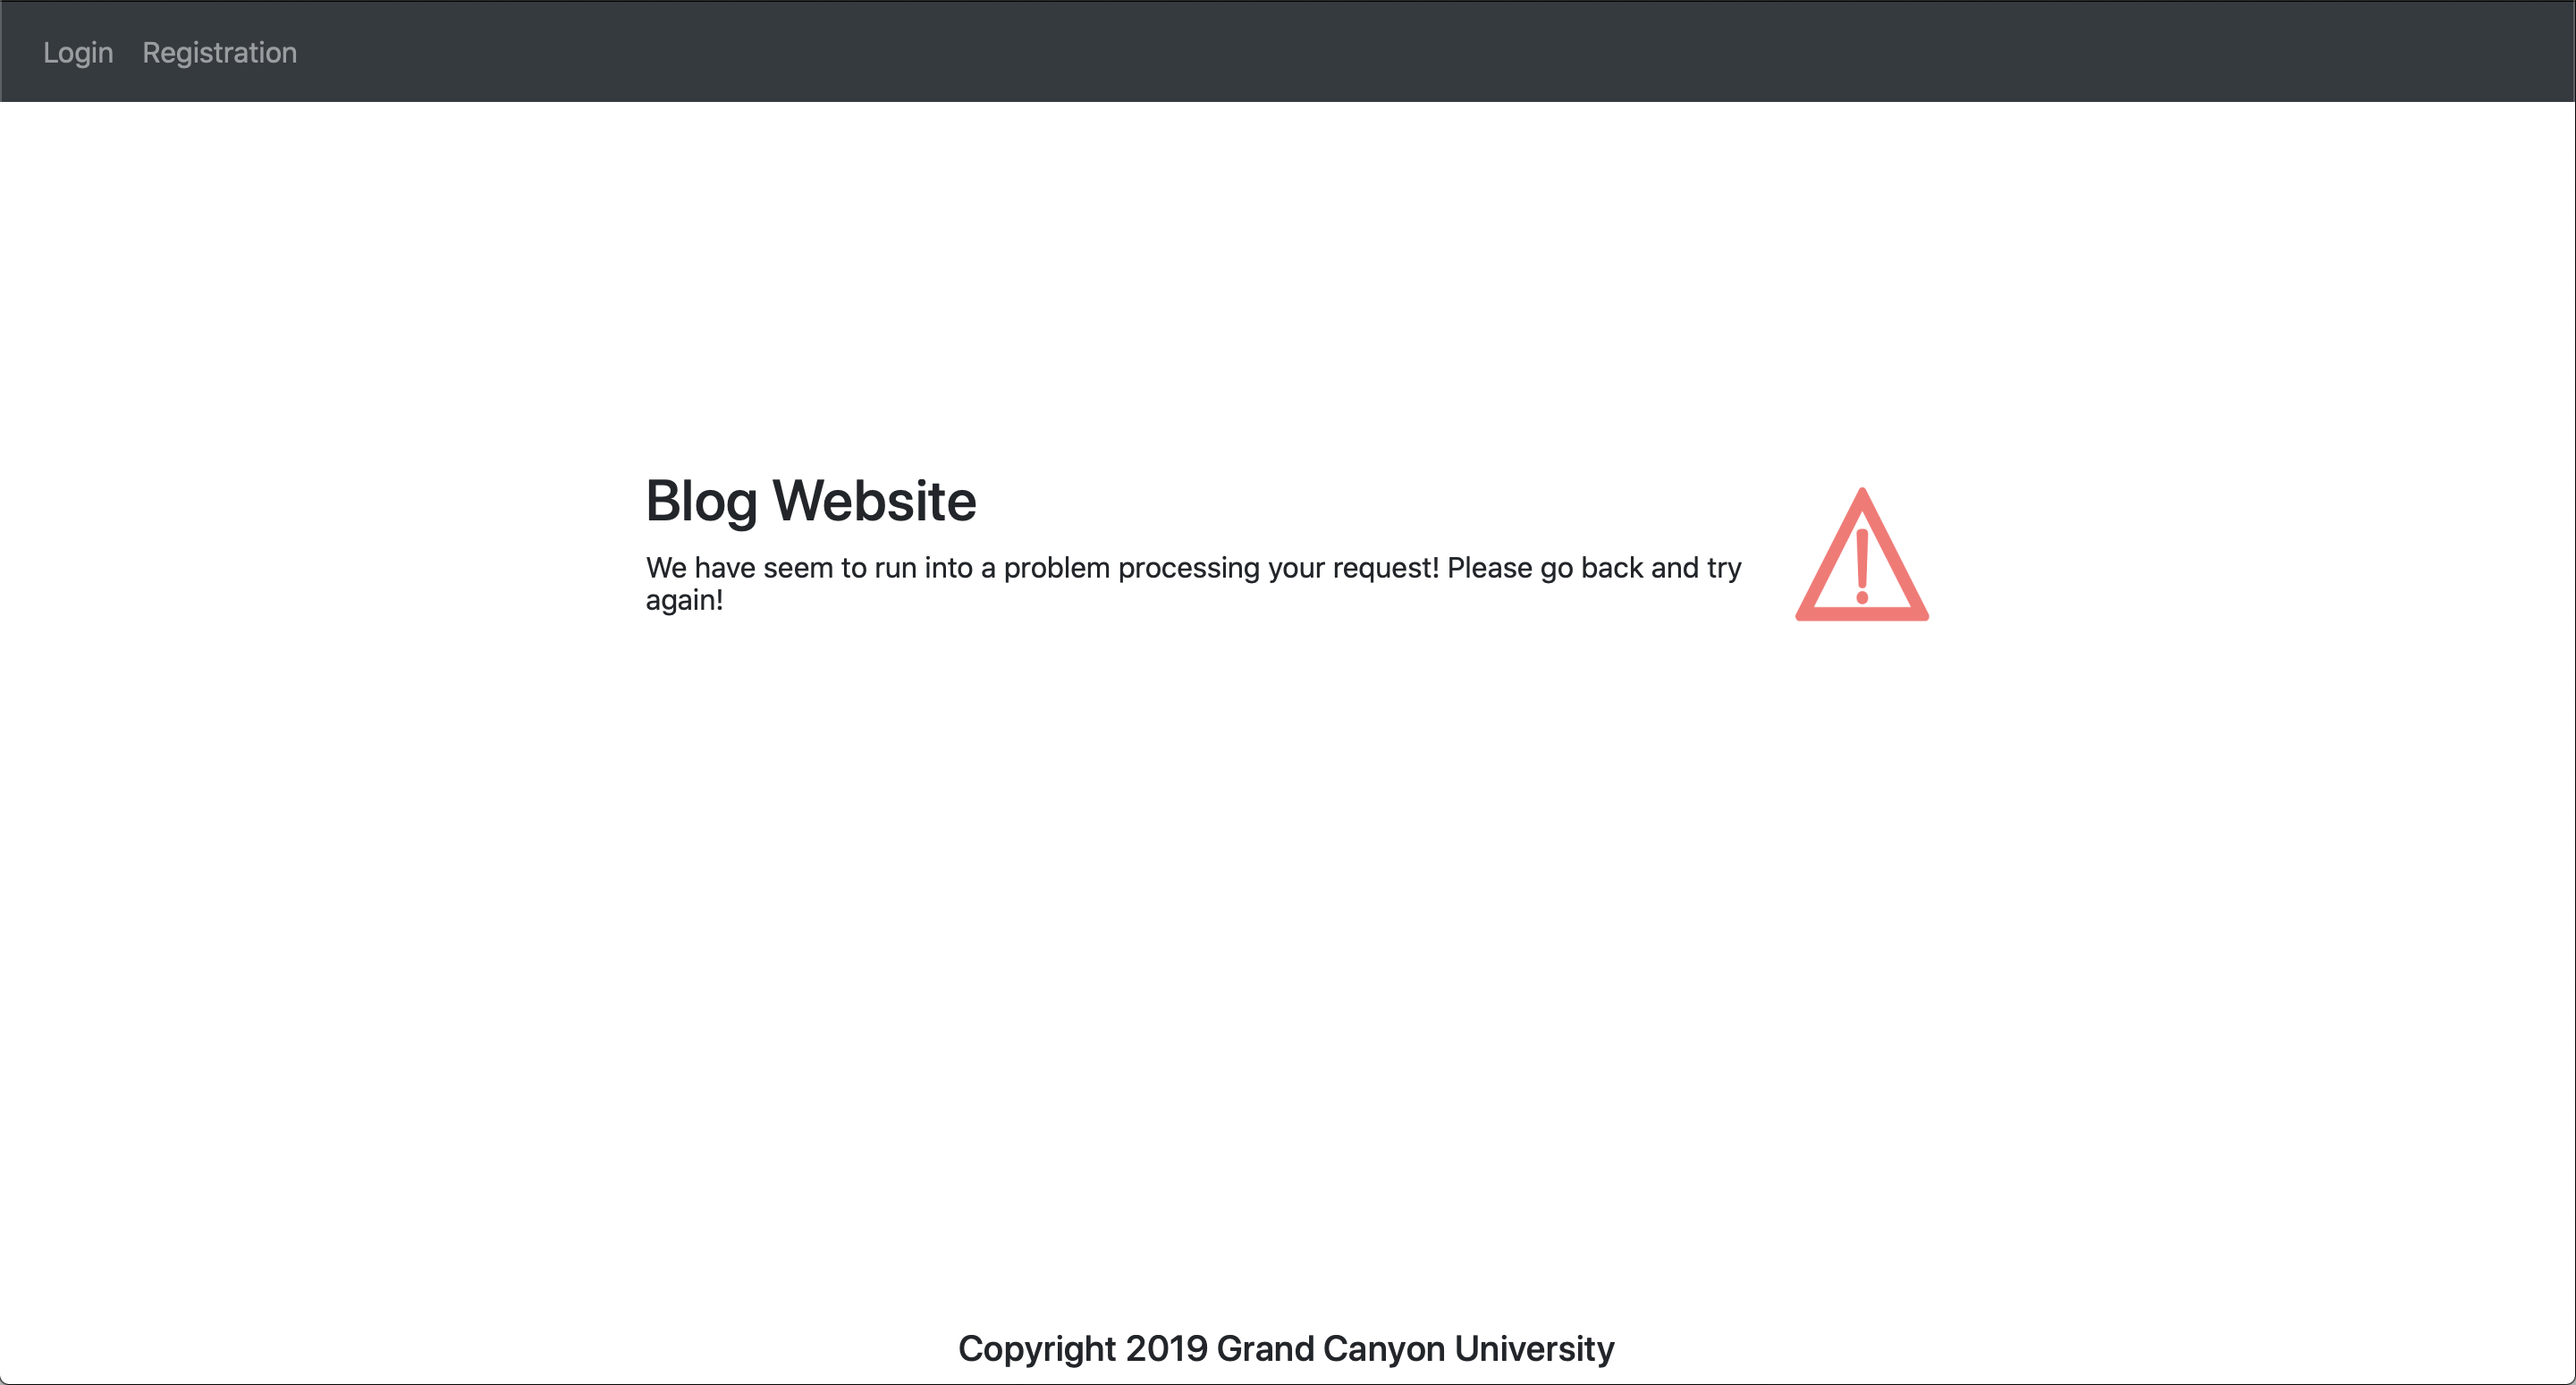 Login Registration
Blog Website
We have seem to run into a problem processing your request! Please go back and try
again!
Copyright 2019 Grand Canyon University